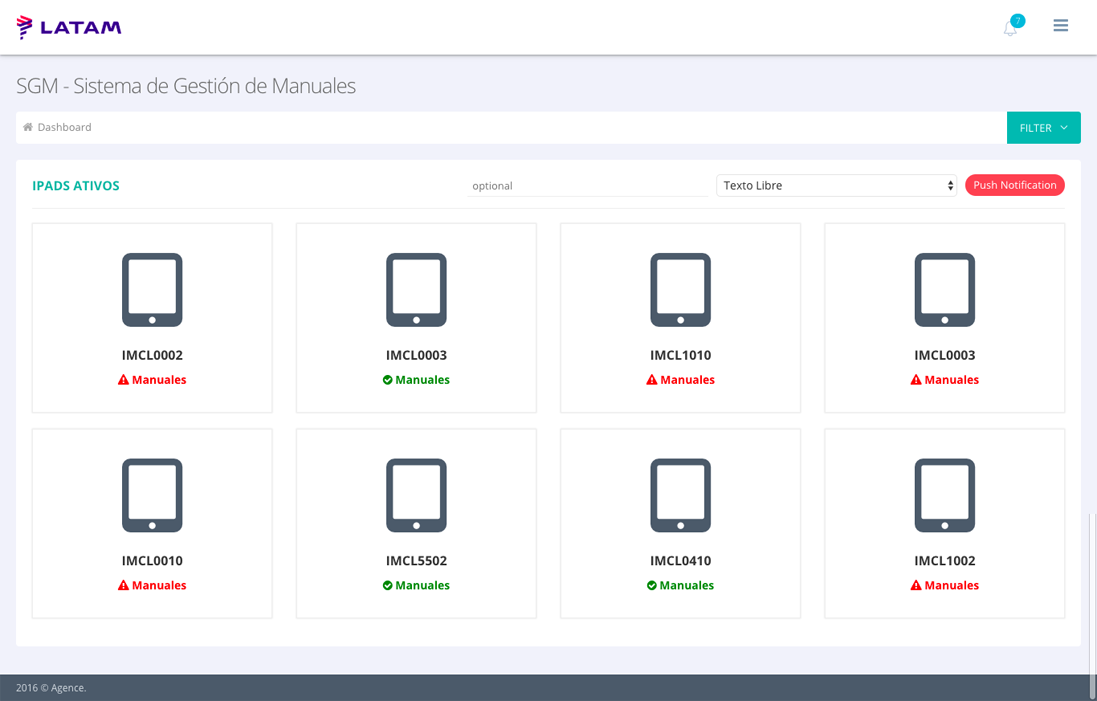 LATAM
7
SGM - Sistema de Gestión de Manuales
Dashboard
FILTER
IPADS ATIVOS
optional
Texto Libre
Push Notification
IMCL0002
Manuales
IMCL0003
Manuales
IMCL1010
Manuales
IMCL0003
Manuales
IMCL0010
Manuales
IMCL5502
Manuales
IMCL0410
Manuales
IMCL1002
Manuales
2016 © Agence.